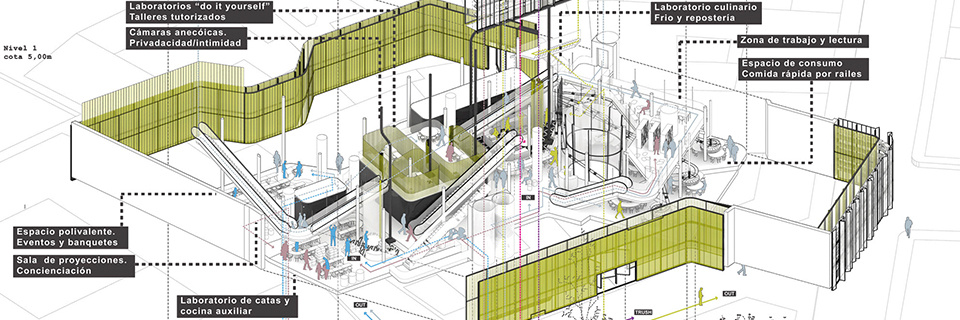 Laboratorios “do it yourself”
Talleres tutorizados
Cámaras anecóicas.
Privadacidad/intimidad
Nivel 1
cota 5,00m
Laboratorio culinario
Frio y repostería
Zona de trabajo y lectura
Espacio de consumo
Comida rápida por railes
IN
Espacio polivalente.
Eventos y banquetes
Sala de proyecciones.
Concienciación
IN
Laboratorio de catas y
cocina auxiliar
OUT
TRUSH
OUT